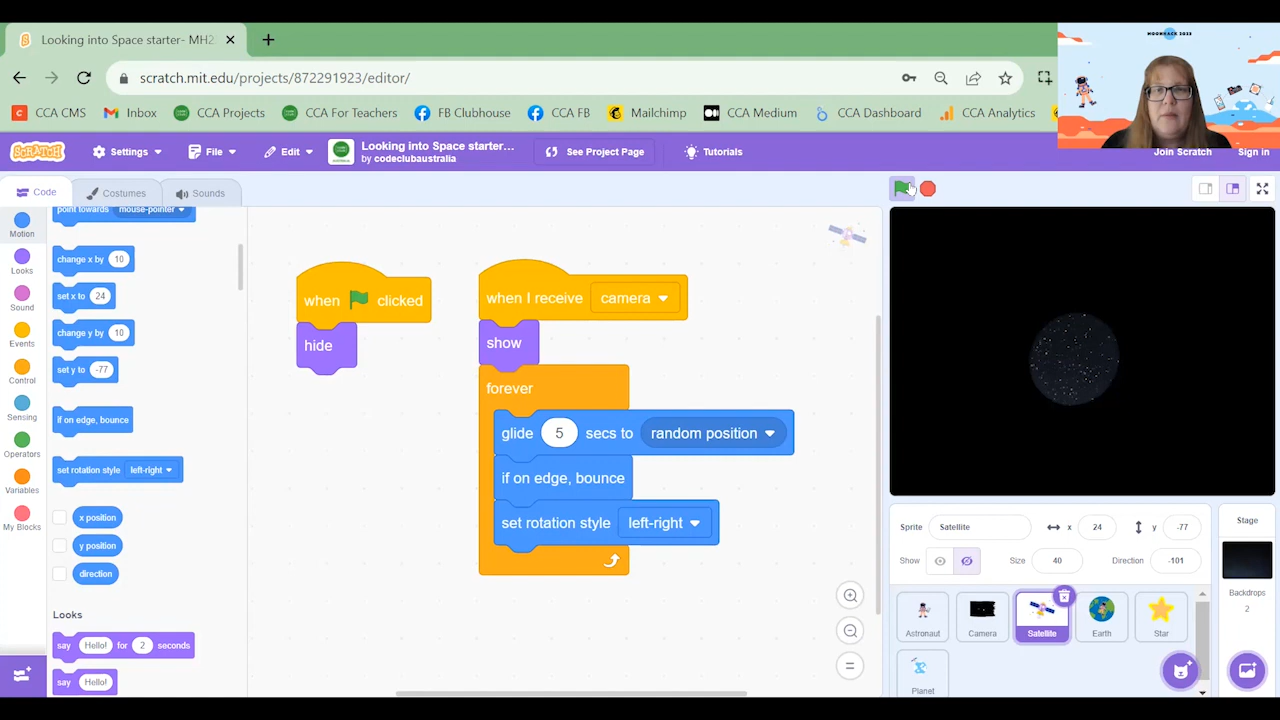 Looking into Space starter- MH2
MOONHACK 2023
scratch.mit.edu/projects/872291923/editor/
CCA CMS
Inbox
CCA Projects
CCA For Teachers
FB Clubhouse
CCA FB
Mailchimp
CCA Medium
CCA Dashboard
CCA Analytics
SCRATCH
Settings
File
Edit
Looking into Space starter...
by codeclubaustralia
See Project Page
Tutorials
Join Scratch
Sign in
Code
Costumes
Sounds
Motion
Looks
Sound
Events
Control
Sensing
Operators
Variables
My Blocks
point towards mouse-pointer
change x by 10
set x to 24
change y by 10
set y to -77
if on edge, bounce
set rotation style left-right
x position
y position
direction
Looks
say Hello! for 2 seconds
say Hello!
when clicked
hide
when I receive camera
show
forever
glide 5 secs to random position
if on edge, bounce
set rotation style left-right
Sprite Satellite x 24 y -77
Show Size 40 Direction -101
Astronaut
Camera
Satellite
Earth
Star
Planet
Stage
Backdrops
2